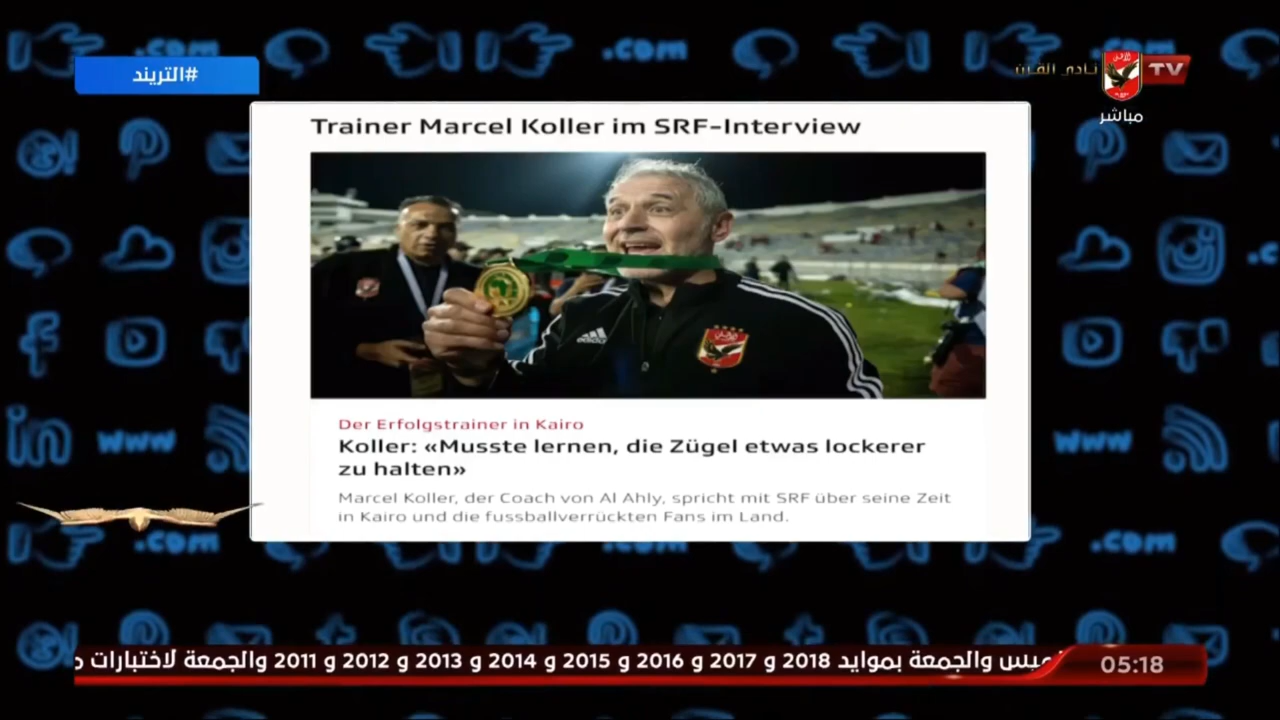 #التريند
نادي القرن
TV
مباشر
Trainer Marcel Koller im SRF-Interview
adidas
Der Erfolgstrainer in Kairo
Koller: «Musste lernen, die Zügel etwas lockerer
zu halten»
Marcel Koller, der Coach von Al Ahly, spricht mit SRF über seine Zeit
in Kairo und die fussballverrückten Fans im Land.
والجمعة بموايد 2018 و 2017 و 2016 و 2015 و 2014 و 2013 و 2012 و 2011 والجمعة لاختبارات
05:18